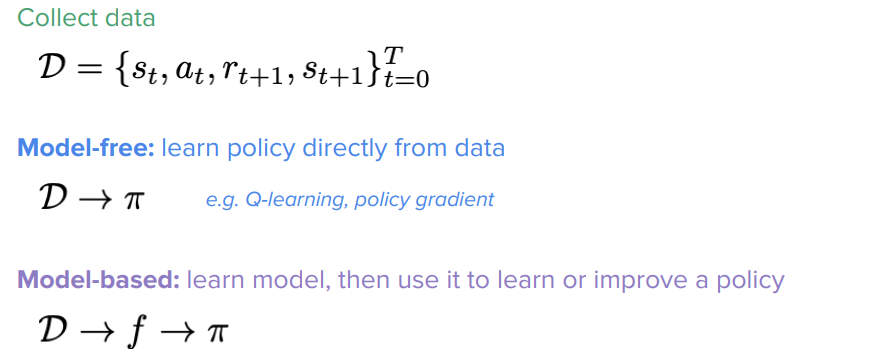 Collect data
𝒟 = {s_t, a_t, r_{t+1}, s_{t+1}}_{t=0}^T
Model-free: learn policy directly from data
𝒟 → π e.g. Q-learning, policy gradient
Model-based: learn model, then use it to learn or improve a policy
𝒟 → f → π